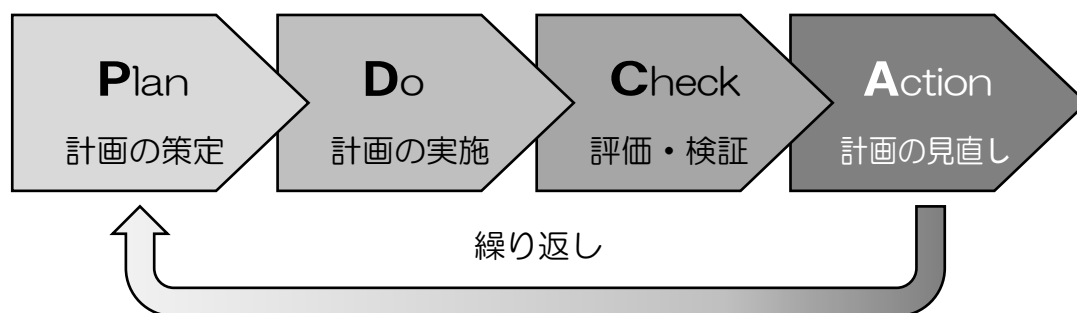 Plan
計画の策定
Do
計画の実施
Check
評価・検証
Action
計画の見直し
繰り返し